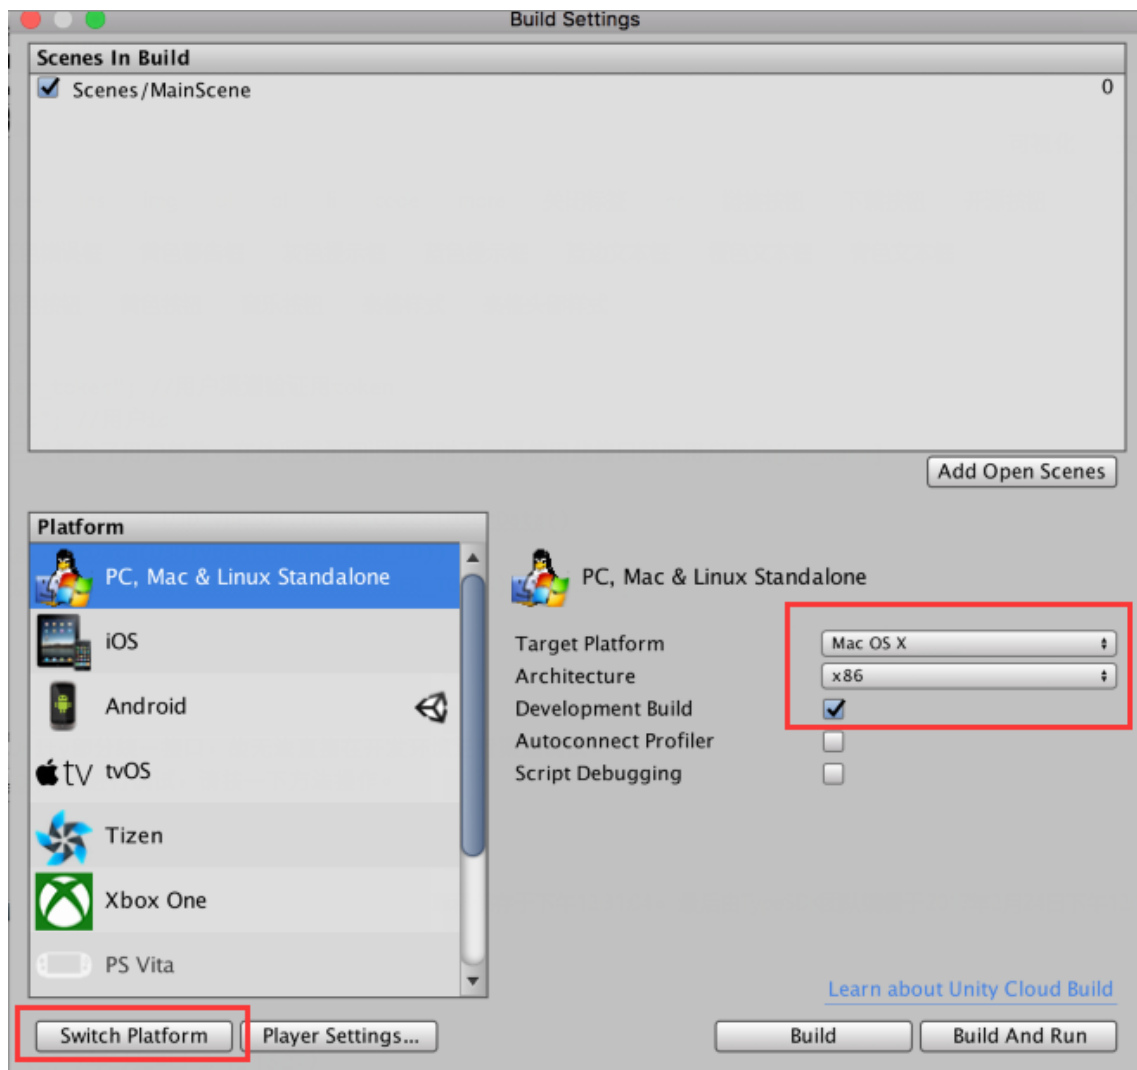 Build Settings
Scenes In Build
Scenes/MainScene 0
Add Open Scenes
Platform
PC, Mac & Linux Standalone
iOS
Android
tv tvOS
Tizen
Xbox One
PS Vita
PC, Mac & Linux Standalone
Target Platform Mac OS X
Architecture x86
Development Build
Autoconnect Profiler
Script Debugging
Learn about Unity Cloud Build
Switch Platform Player Settings... Build Build And Run